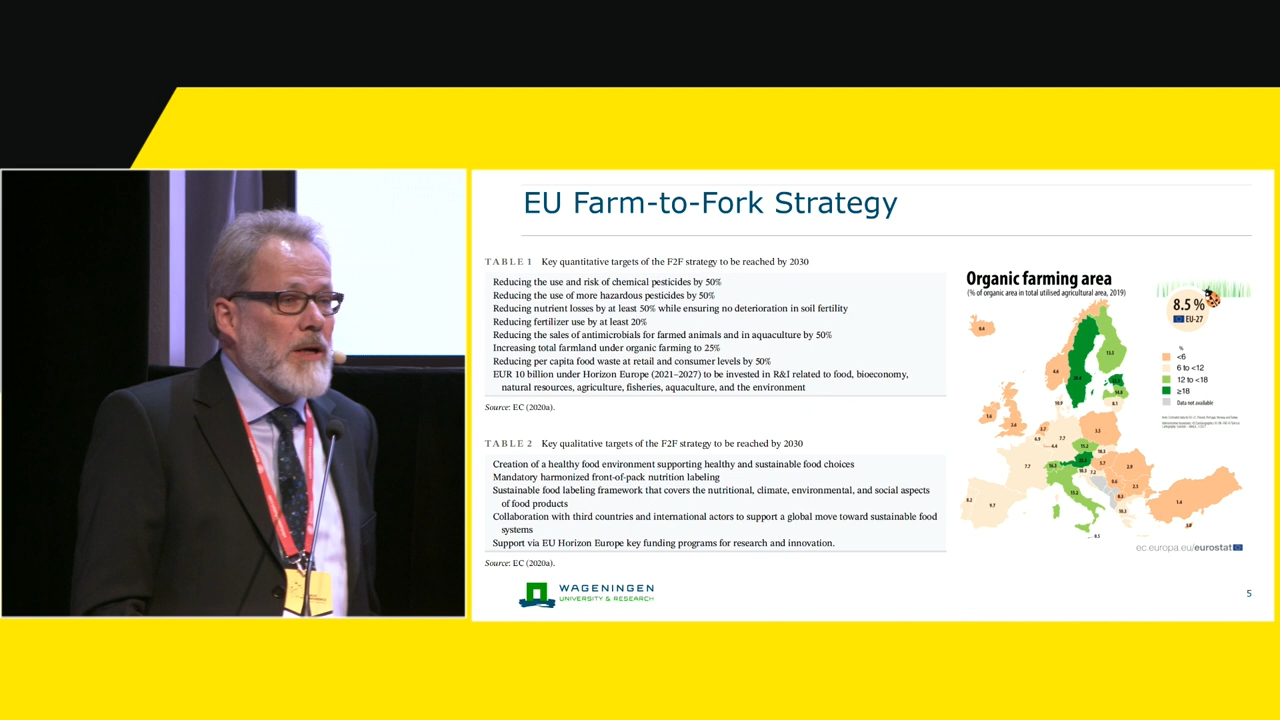 EU Farm-to-Fork Strategy
TABLE 1 Key quantitative targets of the F2F strategy to be reached by 2030
Reducing the use and risk of chemical pesticides by 50%
Reducing the use of more hazardous pesticides by 50%
Reducing nutrient losses by at least 50% while ensuring no deterioration in soil fertility
Reducing fertilizer use by at least 20%
Reducing the sales of antimicrobials for farmed animals and in aquaculture by 50%
Increasing total farmland under organic farming to 25%
Reducing per capita food waste at retail and consumer levels by 50%
EUR 10 billion under Horizon Europe (2021–2027) to be invested in R&I related to food, bioeconomy,
natural resources, agriculture, fisheries, aquaculture, and the environment
Source: EC (2020a).
TABLE 2 Key qualitative targets of the F2F strategy to be reached by 2030
Creation of a healthy food environment supporting healthy and sustainable food choices
Mandatory harmonized front-of-pack nutrition labeling
Sustainable food labeling framework that covers the nutritional, climate, environmental, and social aspects
of food products
Collaboration with third countries and international actors to support a global move toward sustainable food
systems
Support via EU Horizon Europe key funding programs for research and innovation.
Source: EC (2020a).
Organic farming area
(% of organic area in total utilised agricultural area, 2019)
8.5 %
EU-27
%
<6
6 to <12
12 to <18
≥18
Data not available
ec.europa.eu/eurostat
WAGENINGEN
UNIVERSITY & RESEARCH
5